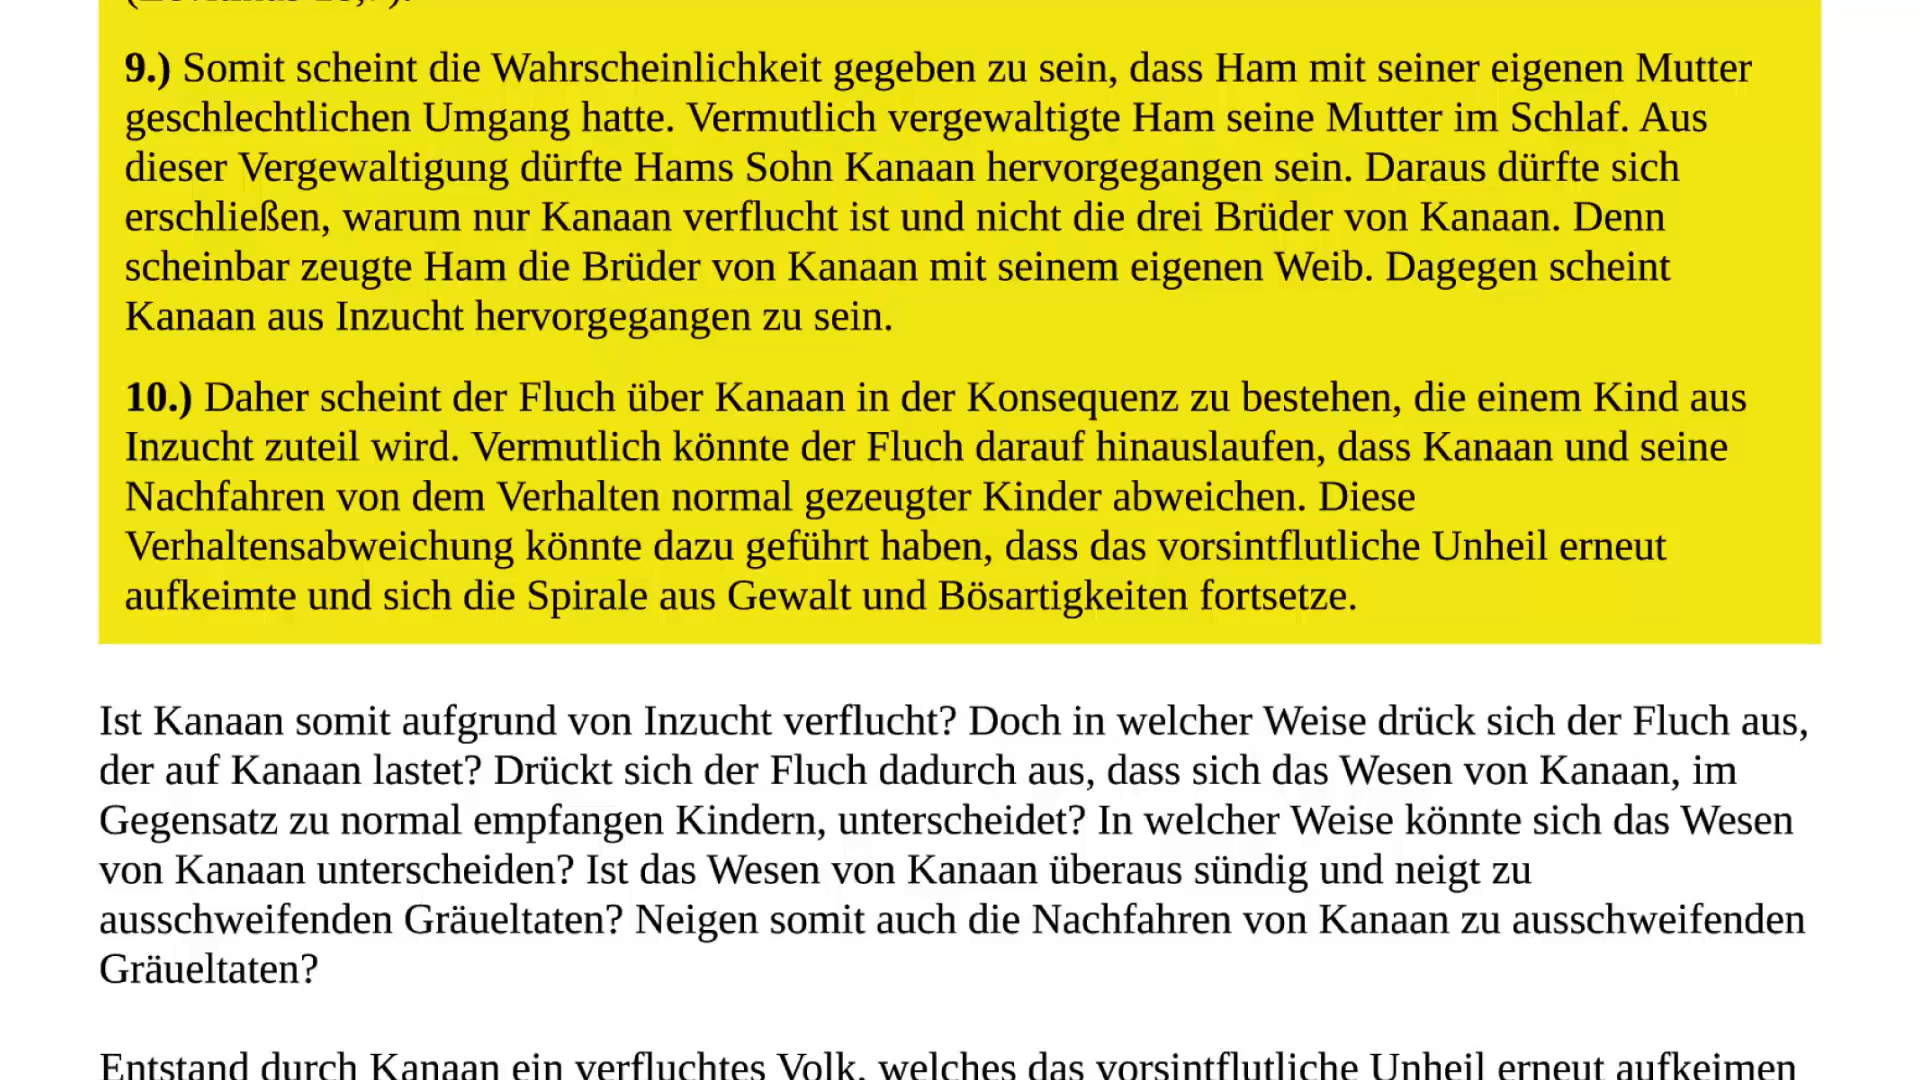 9.) Somit scheint die Wahrscheinlichkeit gegeben zu sein, dass Ham mit seiner eigenen Mutter
geschlechtlichen Umgang hatte. Vermutlich vergewaltigte Ham seine Mutter im Schlaf. Aus
dieser Vergewaltigung dürfte Hams Sohn Kanaan hervorgegangen sein. Daraus dürfte sich
erschließen, warum nur Kanaan verflucht ist und nicht die drei Brüder von Kanaan. Denn
scheinbar zeugte Ham die Brüder von Kanaan mit seinem eigenen Weib. Dagegen scheint
Kanaan aus Inzucht hervorgegangen zu sein.
10.) Daher scheint der Fluch über Kanaan in der Konsequenz zu bestehen, die einem Kind aus
Inzucht zuteil wird. Vermutlich könnte der Fluch darauf hinauslaufen, dass Kanaan und seine
Nachfahren von dem Verhalten normal gezeugter Kinder abweichen. Diese
Verhaltensabweichung könnte dazu geführt haben, dass das vorsintflutliche Unheil erneut
aufkeimte und sich die Spirale aus Gewalt und Bösartigkeiten fortsetze.
Ist Kanaan somit aufgrund von Inzucht verflucht? Doch in welcher Weise drück sich der Fluch aus,
der auf Kanaan lastet? Drückt sich der Fluch dadurch aus, dass sich das Wesen von Kanaan, im
Gegensatz zu normal empfangen Kindern, unterscheidet? In welcher Weise könnte sich das Wesen
von Kanaan unterscheiden? Ist das Wesen von Kanaan überaus sündig und neigt zu
ausschweifenden Gräueltaten? Neigen somit auch die Nachfahren von Kanaan zu ausschweifenden
Gräueltaten?
Entstand durch Kanaan ein verfluchtes Volk, welches das vorsintflutliche Unheil erneut aufkeimen